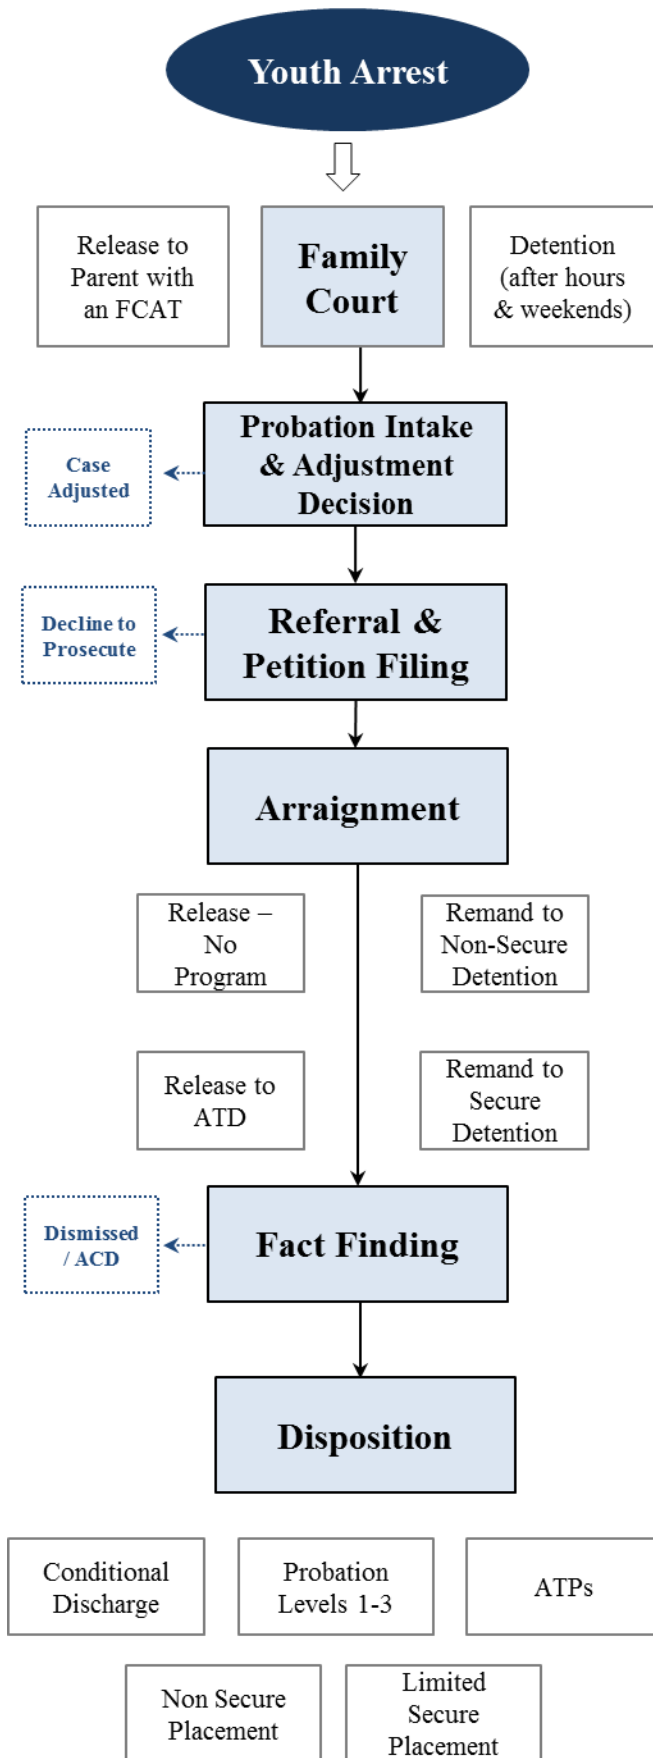 Youth Arrest
Release to
Parent with
an FCAT
Family
Court
Detention
(after hours
& weekends)
Probation Intake
& Adjustment
Decision
Case
Adjusted
Referral &
Petition Filing
Decline to
Prosecute
Arraignment
Release –
No
Program
Remand to
Non-Secure
Detention
Release to
ATD
Remand to
Secure
Detention
Fact Finding
Dismissed
/ ACD
Disposition
Conditional
Discharge
Probation
Levels 1-3
ATPs
Non Secure
Placement
Limited
Secure
Placement